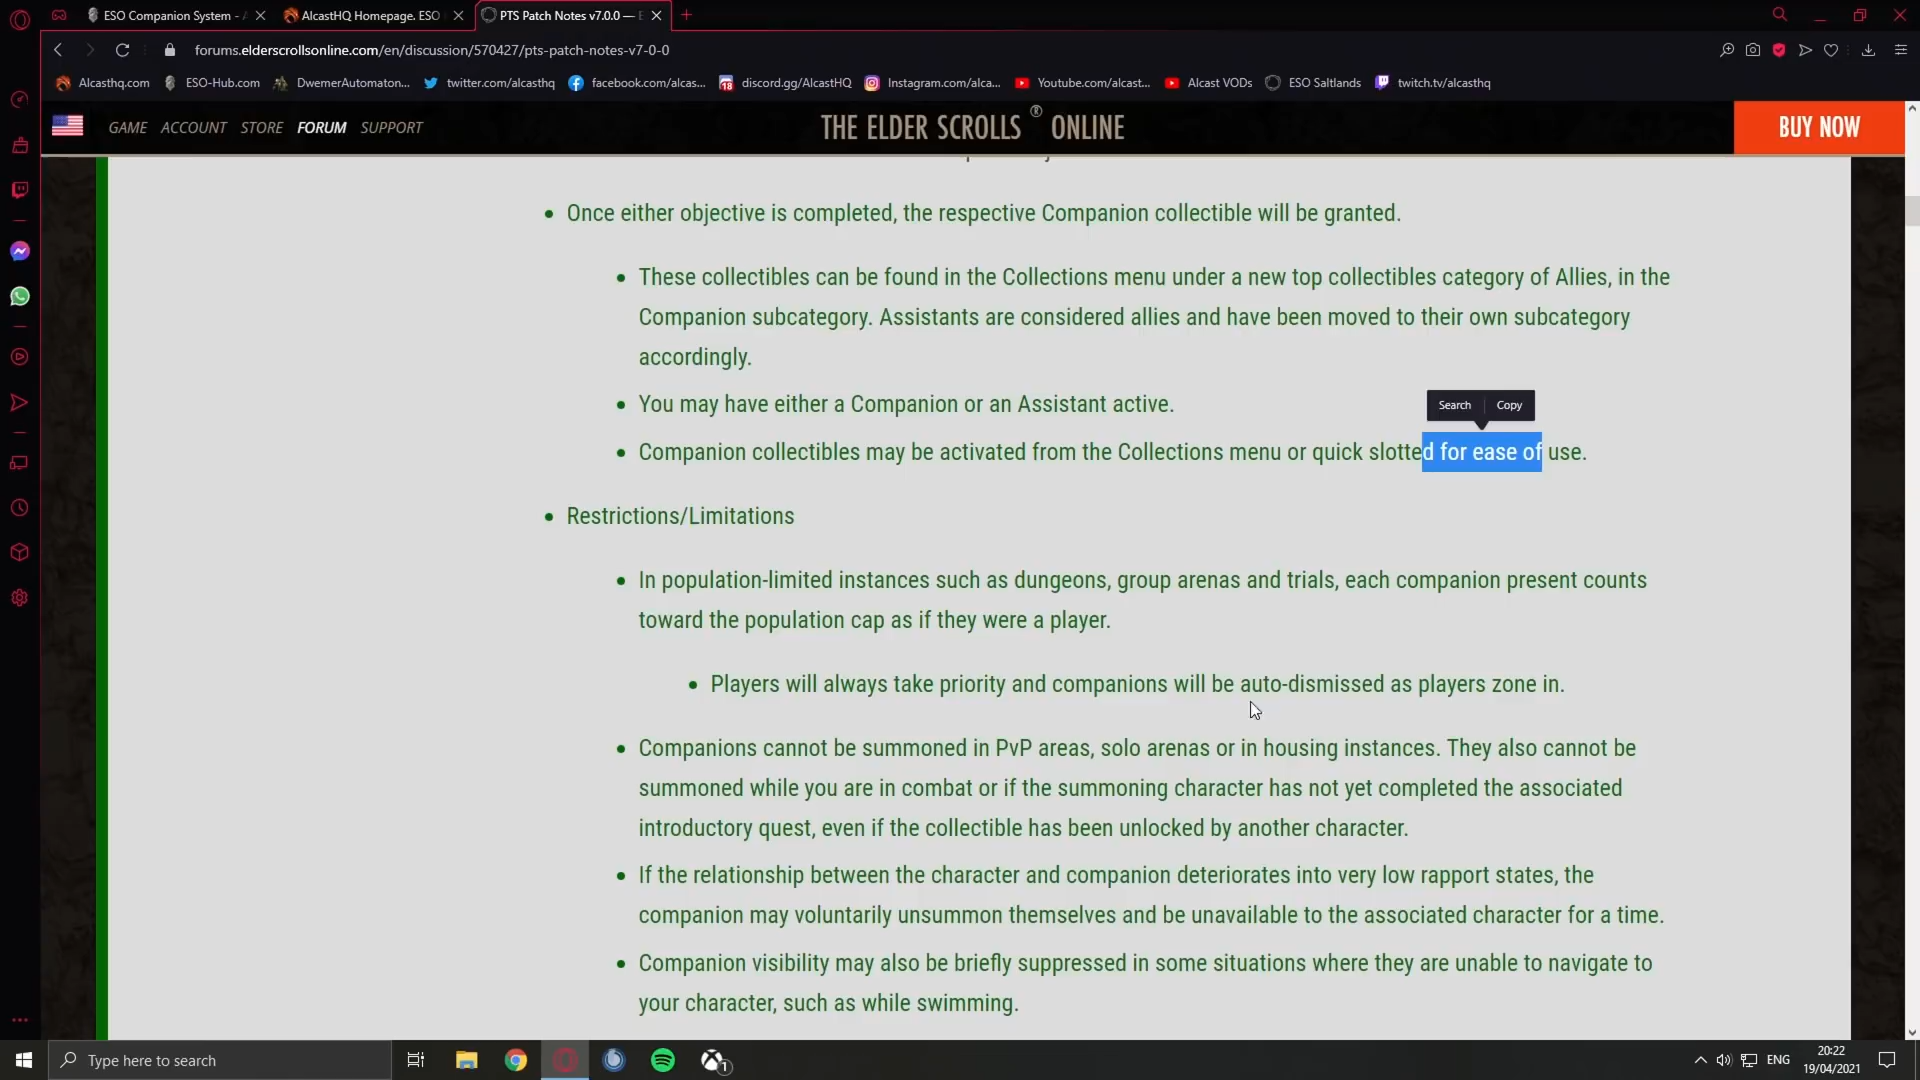 ESO Companion System - A
AlcastHQ Homepage. ESO
PTS Patch Notes v7.0.0 — E
forums.elderscrollsonline.com/en/discussion/570427/pts-patch-notes-v7-0-0
Alcasthq.com
ESO-Hub.com
DwemerAutomaton...
twitter.com/alcasthq
facebook.com/alcas...
18
discord.gg/AlcastHQ
Instagram.com/alca...
Youtube.com/alcast...
Alcast VODs
ESO Saltlands
twitch.tv/alcasthq
GAME ACCOUNT STORE FORUM SUPPORT
THE ELDER SCROLLS ® ONLINE
BUY NOW
• Once either objective is completed, the respective Companion collectible will be granted.
• These collectibles can be found in the Collections menu under a new top collectibles category of Allies, in the
Companion subcategory. Assistants are considered allies and have been moved to their own subcategory
accordingly.
• You may have either a Companion or an Assistant active.
Search Copy
• Companion collectibles may be activated from the Collections menu or quick slotted for ease of use.
• Restrictions/Limitations
• In population-limited instances such as dungeons, group arenas and trials, each companion present counts
toward the population cap as if they were a player.
• Players will always take priority and companions will be auto-dismissed as players zone in.
• Companions cannot be summoned in PvP areas, solo arenas or in housing instances. They also cannot be
summoned while you are in combat or if the summoning character has not yet completed the associated
introductory quest, even if the collectible has been unlocked by another character.
• If the relationship between the character and companion deteriorates into very low rapport states, the
companion may voluntarily unsummon themselves and be unavailable to the associated character for a time.
• Companion visibility may also be briefly suppressed in some situations where they are unable to navigate to
your character, such as while swimming.
Type here to search
1
ENG
20:22
19/04/2021